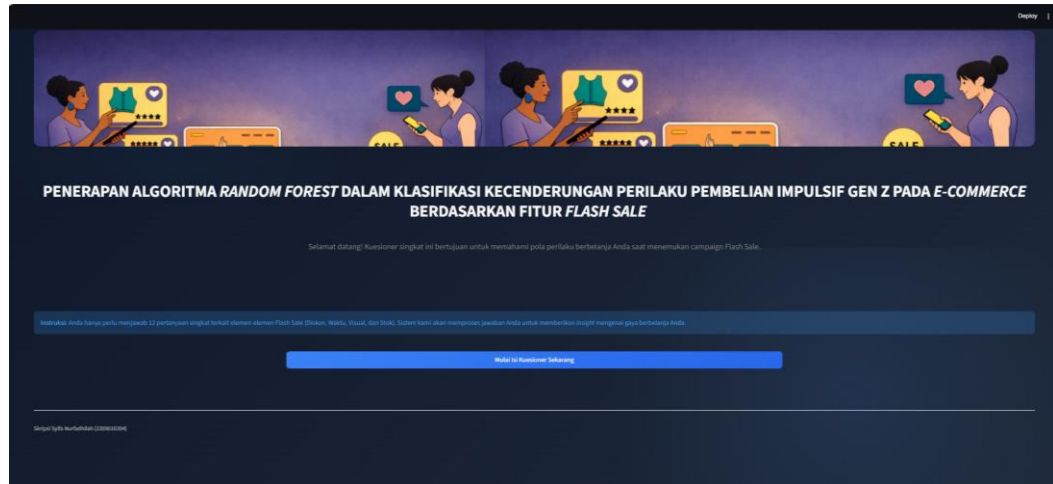 Deploy
SALE
SALE
PENERAPAN ALGORITMA RANDOM FOREST DALAM KLASIFIKASI KECENDERUNGAN PERILAKU PEMBELIAN IMPULSIF GEN Z PADA E-COMMERCE
BERDASARKAN FITUR FLASH SALE
Selamat datang! Kuesioner singkat ini bertujuan untuk memahami pola perilaku berbelanja Anda saat menemukan campaign Flash Sale.
Instruksi: Anda hanya perlu menjawab 12 pertanyaan singkat terkait elemen-elemen Flash Sale (Diskon, Waktu, Visual, dan Stok). Sistem kami akan memproses jawaban Anda untuk memberikan insight mengenai gaya berbelanja Anda.
Mulai Isi Kuesioner Sekarang
Skripsi